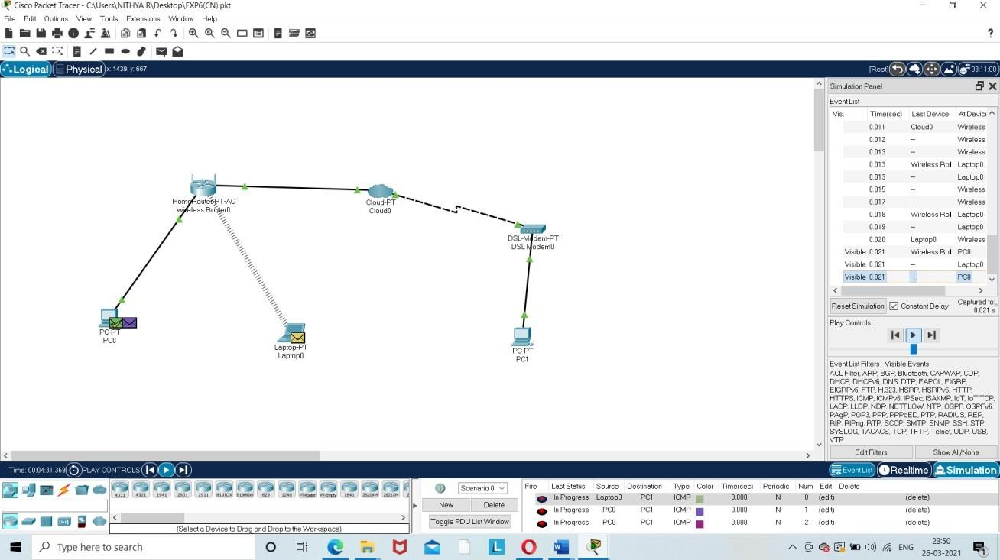 Cisco Packet Tracer - C:\Users\NITHYA R\Desktop\EXP6(CN).pkt
File Edit Options View Tools Extensions Window Help
?
Logical Physical x: 1439, y: 667
[Root] 03:11:00
Simulation Panel
Event List
Vis. Time(sec) Last Device At Device
0.011 Cloud0 Wireless
0.012 -- Wireless
0.013 -- Wireless
0.013 Wireless Rol Laptop0
0.013 -- Laptop0
0.015 -- Wireless
0.017 -- Wireless
0.018 Wireless Rol Laptop0
0.019 -- Laptop0
0.020 Laptop0 Wireless
Visible 0.021 Wireless Rol PC0
Visible 0.021 -- Laptop0
Visible 0.021 -- PC0
Reset Simulation Constant Delay Captured to:
0.021 s
Play Controls
Event List Filters - Visible Events
ACL Filter, ARP, BGP, Bluetooth, CAPWAP, CDP,
DHCP, DHCPv6, DNS, DTP, EAPOL, EIGRP,
EIGRPv6, FTP, H.323, HSRP, HSRPv6, HTTP,
HTTPS, ICMP, ICMPv6, IPSec, ISAKMP, IoT, IoT TCP,
LACP, LLDP, NDP, NETFLOW, NTP, OSPF, OSPFv6,
PAgP, POP3, PPP, PPPoED, PTP, RADIUS, REP,
RIP, RIPng, RTP, SCCP, SMTP, SNMP, SSH, STP,
SYSLOG, TACACS, TCP, TFTP, Telnet, UDP, USB,
VTP
Edit Filters Show All/None
HomeRouter-PT-AC
Wireless Router0
Cloud-PT
Cloud0
DSL-Modem-PT
DSL Modem0
PC-PT
PC0
Laptop-PT
Laptop0
PC-PT
PC1
Time: 00:04:31.369 PLAY CONTROLS
Event List Realtime Simulation
4331 4321 1941 2901 2911 819IOX 819HGW 829 1240 PT-Router PT-Empty 1841 2620XM 2621XM
(Select a Device to Drag and Drop to the Workspace)
Scenario 0
New Delete
Toggle PDU List Window
Fire Last Status Source Destination Type Color Time(sec) Periodic Num Edit Delete
In Progress Laptop0 PC1 ICMP 0.000 N 0 (edit) (delete)
In Progress PC0 PC1 ICMP 0.000 N 1 (edit) (delete)
In Progress PC0 PC1 ICMP 0.000 N 2 (edit) (delete)
Type here to search
L
ENG
23:50
26-03-2021
1